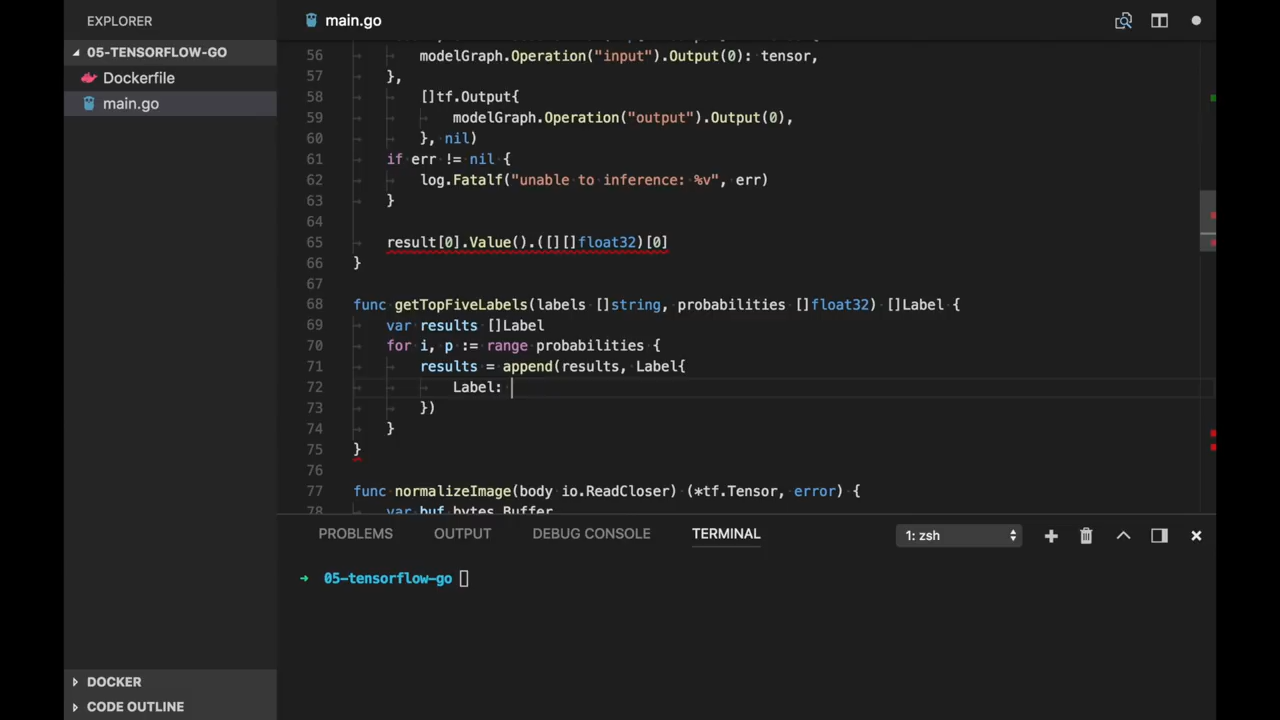 EXPLORER
main.go
05-TENSORFLOW-GO
Dockerfile
main.go
56 modelGraph.Operation("input").Output(0): tensor,
57 },
58 []tf.Output{
59 modelGraph.Operation("output").Output(0),
60 }, nil)
61 if err != nil {
62 log.Fatalf("unable to inference: %v", err)
63 }
64
65 result[0].Value().([][]float32)[0]
66 }
67
68 func getTopFiveLabels(labels []string, probabilities []float32) []Label {
69 var results []Label
70 for i, p := range probabilities {
71 results = append(results, Label{
72 Label:
73 })
74 }
75 }
76
77 func normalizeImage(body io.ReadCloser) (*tf.Tensor, error) {
78 var buf bytes.Buffer
PROBLEMS
OUTPUT
DEBUG CONSOLE
TERMINAL
1: zsh
➜ 05-tensorflow-go
DOCKER
CODE OUTLINE